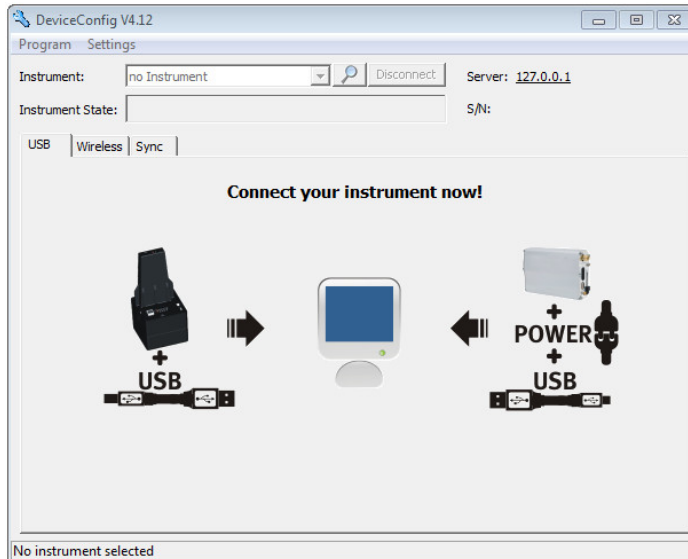 DeviceConfig V4.12
Program Settings
Instrument: no Instrument Disconnect Server: 127.0.0.1
Instrument State: S/N:
USB Wireless Sync
Connect your instrument now!
+
POWER
+
+
USB
USB
No instrument selected